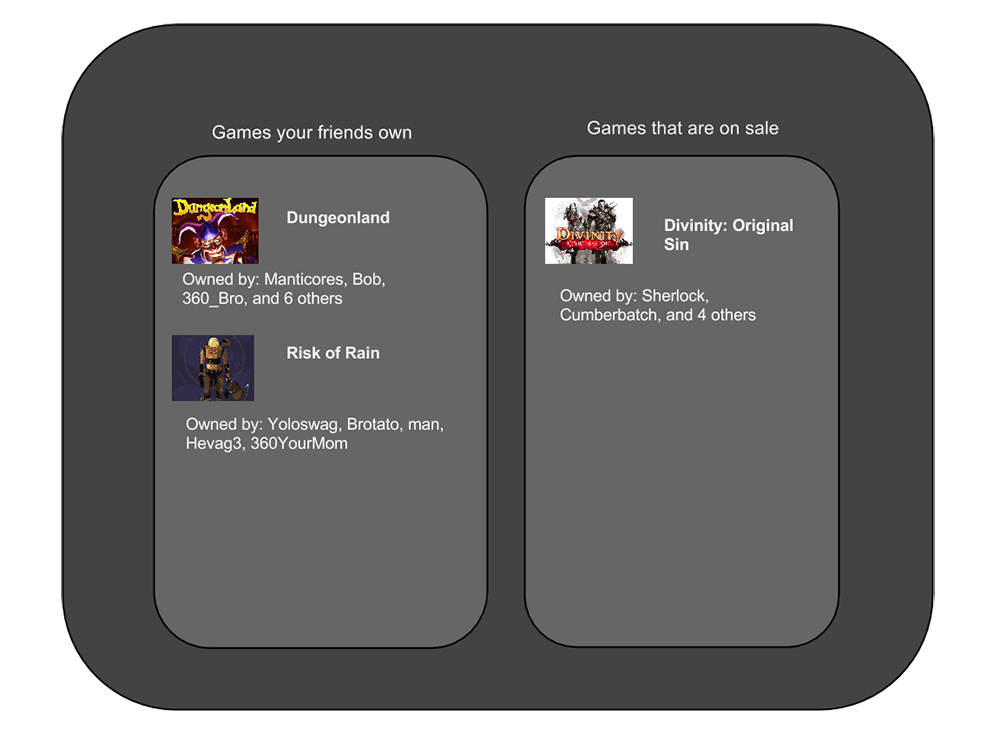 Games your friends own
DungeonLand
Dungeonland
Owned by: Manticores, Bob,
360_Bro, and 6 others
Risk of Rain
Owned by: Yoloswag, Brotato, man,
Hevag3, 360YourMom
Games that are on sale
DIVINITY
ORIGINAL SIN
Divinity: Original
Sin
Owned by: Sherlock,
Cumberbatch, and 4 others